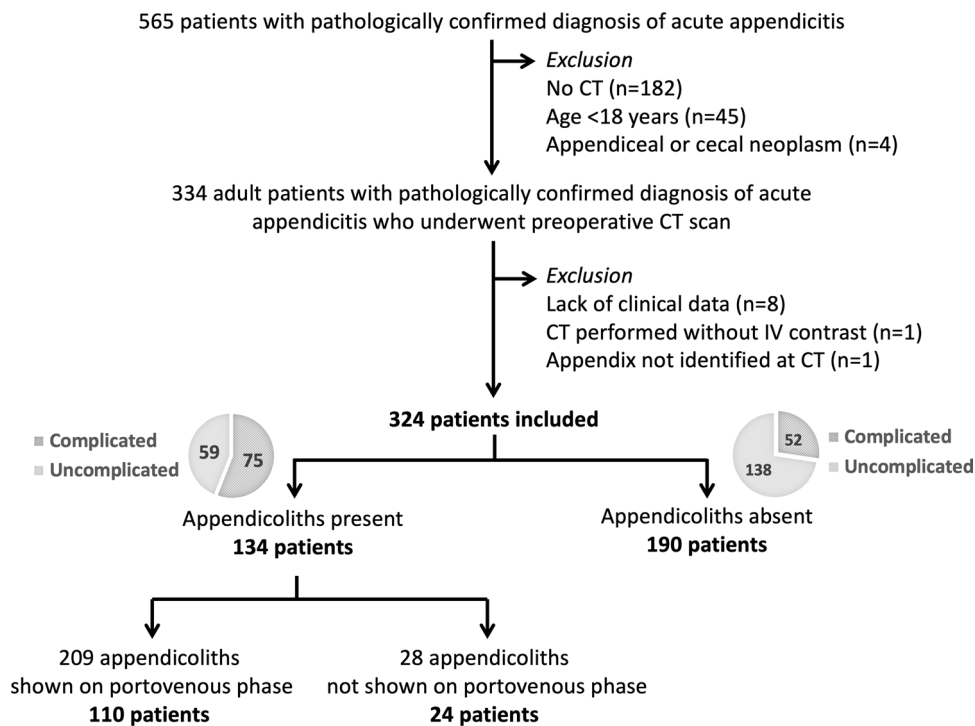 565 patients with pathologically confirmed diagnosis of acute appendicitis
Exclusion
No CT (n=182)
Age <18 years (n=45)
Appendiceal or cecal neoplasm (n=4)
334 adult patients with pathologically confirmed diagnosis of acute
appendicitis who underwent preoperative CT scan
Exclusion
Lack of clinical data (n=8)
CT performed without IV contrast (n=1)
Appendix not identified at CT (n=1)
324 patients included
Complicated
Uncomplicated
59
75
52
138
Complicated
Uncomplicated
Appendicoliths present
134 patients
Appendicoliths absent
190 patients
209 appendicoliths
shown on portovenous phase
110 patients
28 appendicoliths
not shown on portovenous phase
24 patients